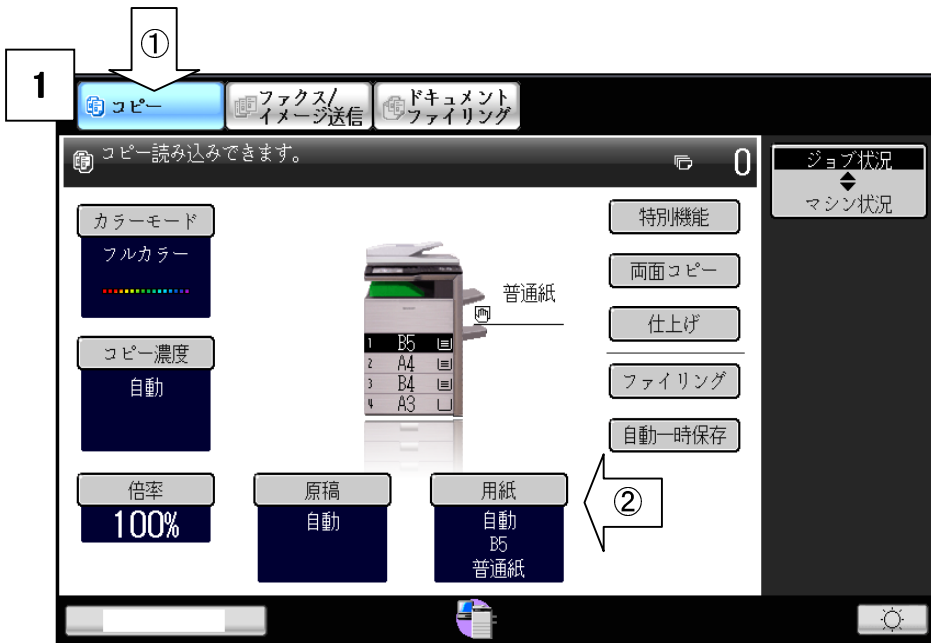 ①
1
コピー
ファクス/
イメージ送信
ドキュメント
ファイリング
コピー読み込みできます。
0
ジョブ状況
マシン状況
カラーモード
フルカラー
特別機能
両面コピー
普通紙
仕上げ
コピー濃度
自動
1 B5
2 A4
3 B4
4 A3
ファイリング
自動一時保存
倍率
100%
原稿
自動
用紙
自動
B5
普通紙
②